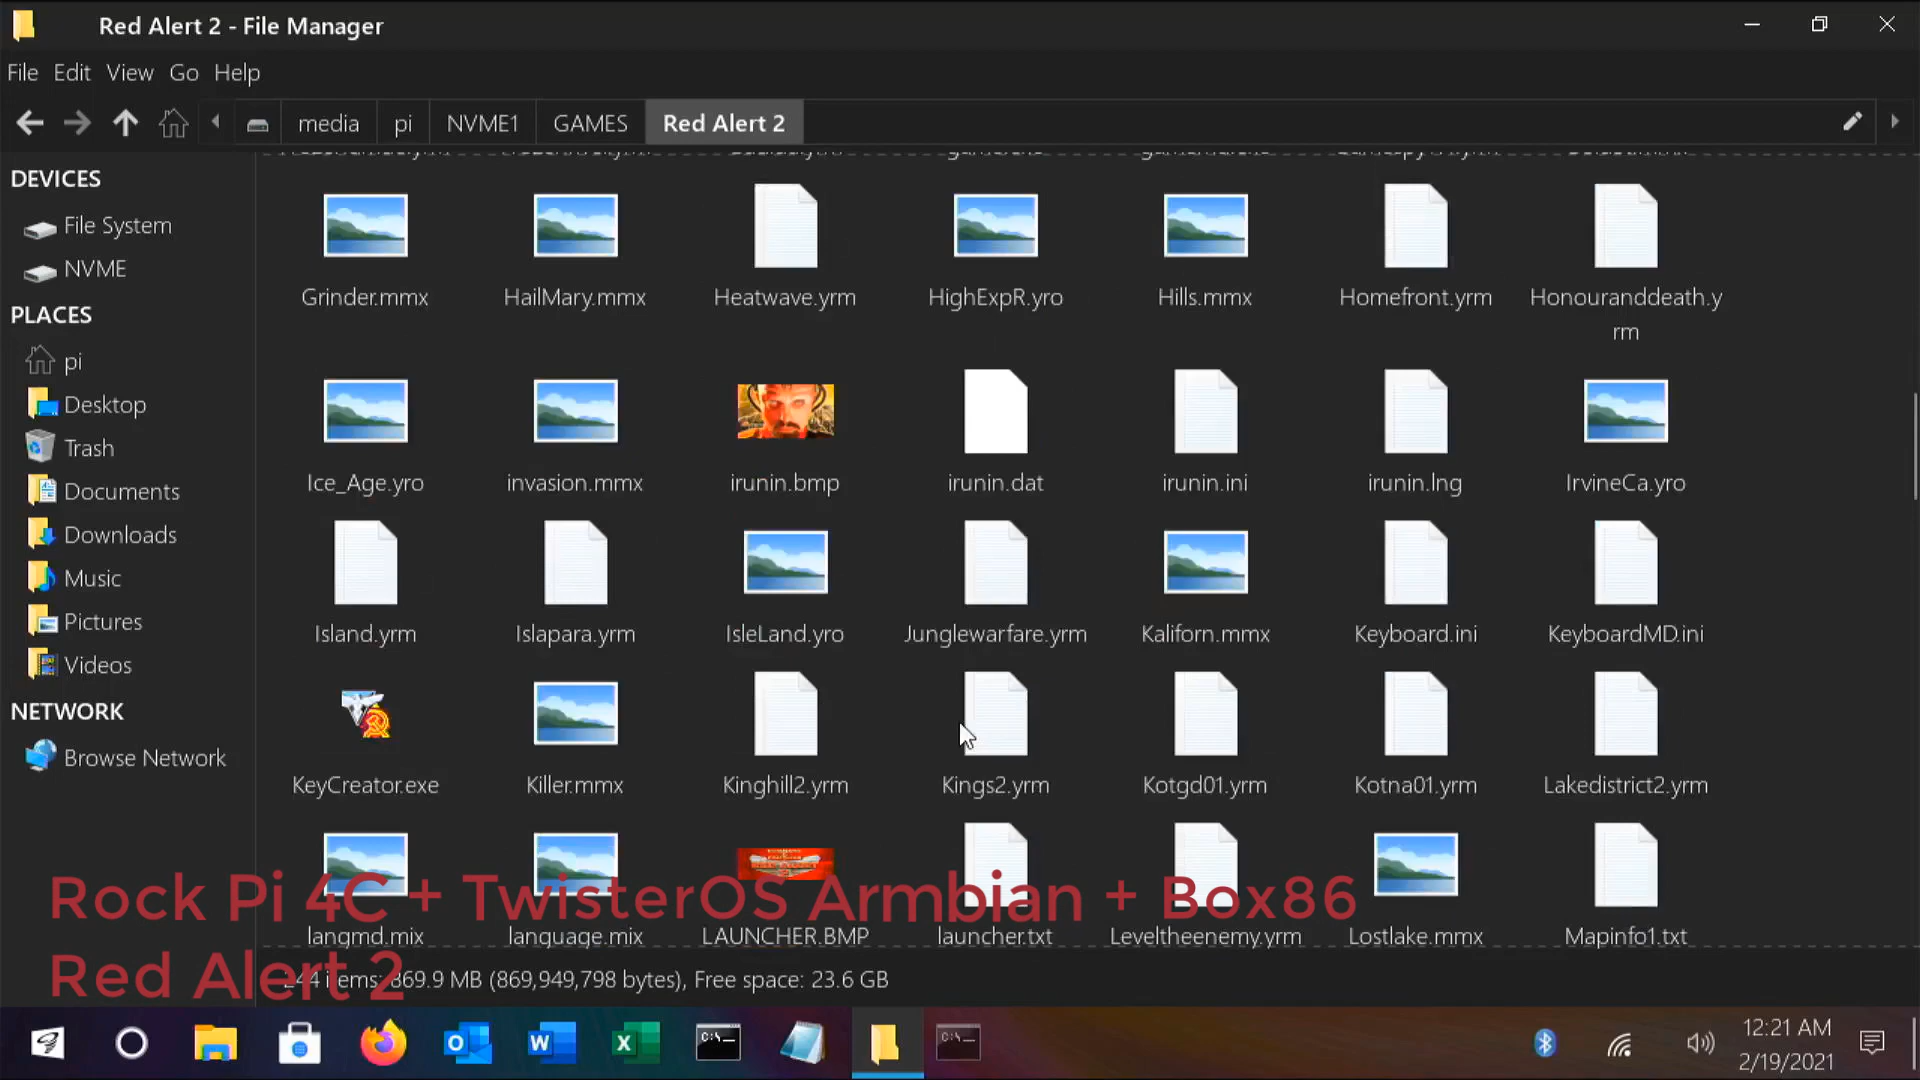 Red Alert 2 - File Manager
File Edit View Go Help
media pi NVME1 GAMES Red Alert 2
DEVICES
File System
NVME
PLACES
pi
Desktop
Trash
Documents
Downloads
Music
Pictures
Videos
NETWORK
Browse Network
Grinder.mmx HailMary.mmx Heatwave.yrm HighExpR.yro Hills.mmx Homefront.yrm Honouranddeath.y
rm
Ice_Age.yro invasion.mmx irunin.bmp irunin.dat irunin.ini irunin.lng IrvineCa.yro
Island.yrm Islapara.yrm IsleLand.yro Junglewarfare.yrm Kaliforn.mmx Keyboard.ini KeyboardMD.ini
KeyCreator.exe Killer.mmx Kinghill2.yrm Kings2.yrm Kotgd01.yrm Kotna01.yrm Lakedistrict2.yrm
langmd.mix language.mix LAUNCHER.BMP launcher.txt Leveltheenemy.yrm Lostlake.mmx Mapinfo1.txt
Rock Pi 4C + TwisterOS Armbian + Box86
Red Alert 2
244 items: 869.9 MB (869,949,798 bytes), Free space: 23.6 GB
12:21 AM
2/19/2021